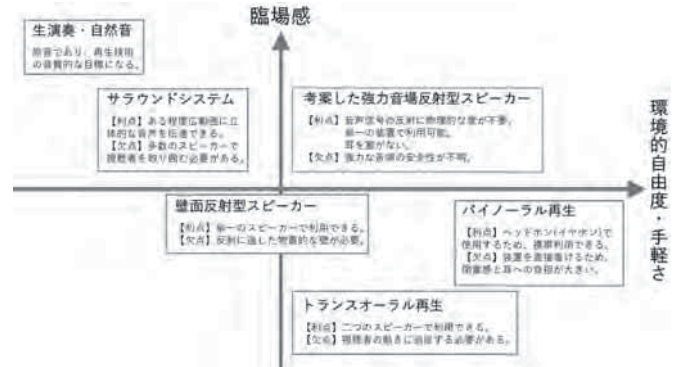 臨場感
生演奏・自然音
原音であり、再生技術
の音質的な目標になる。
サラウンドシステム
【利点】ある程度広範囲に立
体的な音声を伝達できる。
【欠点】多数のスピーカーで
視聴者を取り囲む必要がある。
考案した強力音場反射型スピーカー
【利点】音声信号の反射に物理的な壁が不要。
単一の装置で利用可能。
耳を塞がない。
【欠点】強力な音場の安全性が不明。
環境的自由度・手軽さ
壁面反射型スピーカー
【利点】単一のスピーカーで利用できる。
【欠点】反射に適した物質的な壁が必要。
バイノーラル再生
【利点】ヘッドホン(イヤホン)で
使用するため、携帯利用できる。
【欠点】装置を直接着けるため、
閉塞感と耳への負担が大きい。
トランスオーラル再生
【利点】二つのスピーカーで利用できる。
【欠点】視聴者の動きに追従する必要がある。